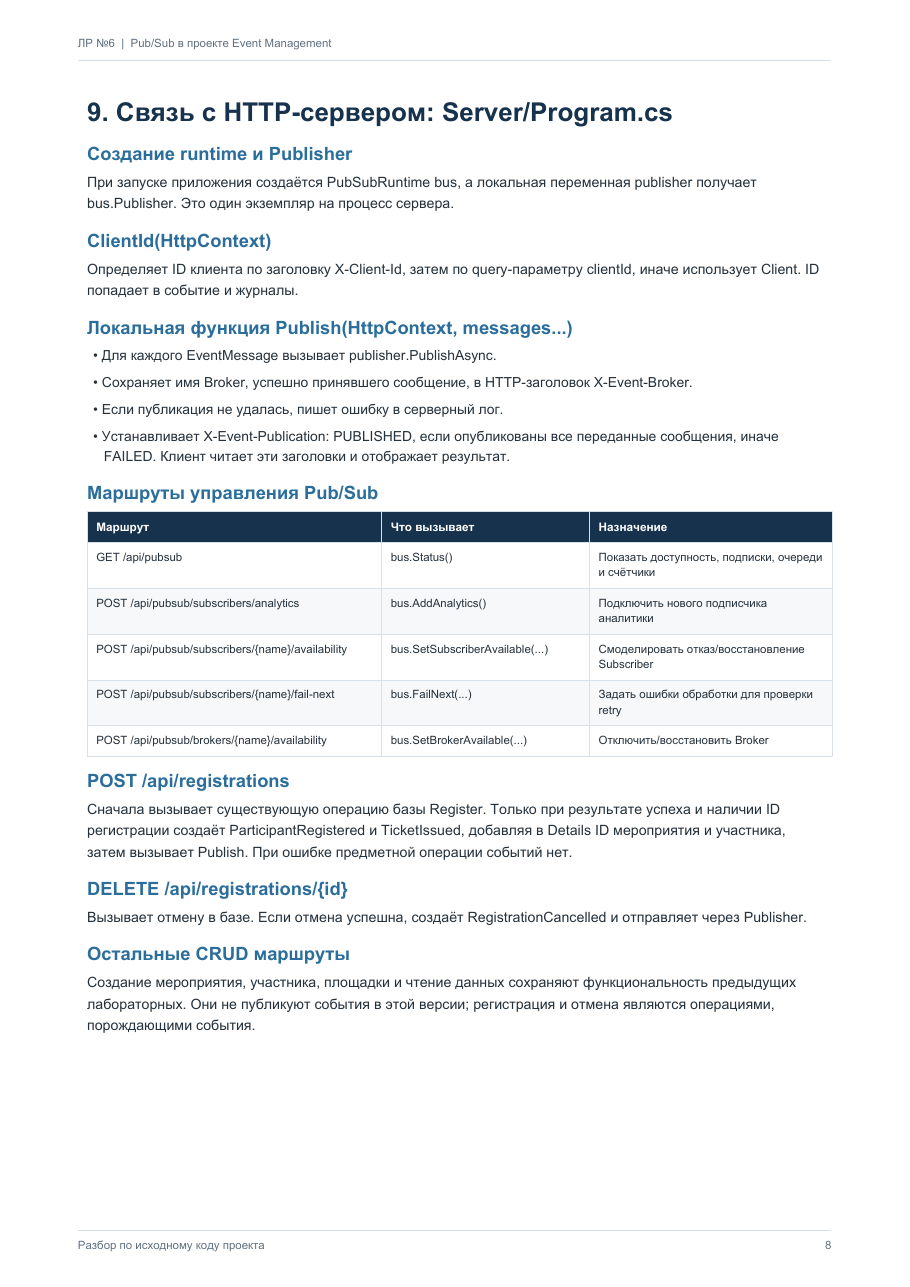 ЛР №6 | Pub/Sub в проекте Event Management
9. Связь с HTTP-сервером: Server/Program.cs
Создание runtime и Publisher
При запуске приложения создаётся PubSubRuntime bus, а локальная переменная publisher получает
bus.Publisher. Это один экземпляр на процесс сервера.
ClientId(HttpContext)
Определяет ID клиента по заголовку X-Client-Id, затем по query-параметру clientId, иначе использует Client. ID
попадает в событие и журналы.
Локальная функция Publish(HttpContext, messages...)
• Для каждого EventMessage вызывает publisher.PublishAsync.
• Сохраняет имя Broker, успешно принявшего сообщение, в HTTP-заголовок X-Event-Broker.
• Если публикация не удалась, пишет ошибку в серверный лог.
• Устанавливает X-Event-Publication: PUBLISHED, если опубликованы все переданные сообщения, иначе
FAILED. Клиент читает эти заголовки и отображает результат.
Маршруты управления Pub/Sub
Маршрут Что вызывает Назначение
GET /api/pubsub bus.Status() Показать доступность, подписки, очереди
и счётчики
POST /api/pubsub/subscribers/analytics bus.AddAnalytics() Подключить нового подписчика
аналитики
POST /api/pubsub/subscribers/{name}/availability bus.SetSubscriberAvailable(...) Смоделировать отказ/восстановление
Subscriber
POST /api/pubsub/subscribers/{name}/fail-next bus.FailNext(...) Задать ошибки обработки для проверки
retry
POST /api/pubsub/brokers/{name}/availability bus.SetBrokerAvailable(...) Отключить/восстановить Broker
POST /api/registrations
Сначала вызывает существующую операцию базы Register. Только при результате успеха и наличии ID
регистрации создаёт ParticipantRegistered и TicketIssued, добавляя в Details ID мероприятия и участника,
затем вызывает Publish. При ошибке предметной операции событий нет.
DELETE /api/registrations/{id}
Вызывает отмену в базе. Если отмена успешна, создаёт RegistrationCancelled и отправляет через Publisher.
Остальные CRUD маршруты
Создание мероприятия, участника, площадки и чтение данных сохраняют функциональность предыдущих
лабораторных. Они не публикуют события в этой версии; регистрация и отмена являются операциями,
порождающими события.
Разбор по исходному коду проекта 8